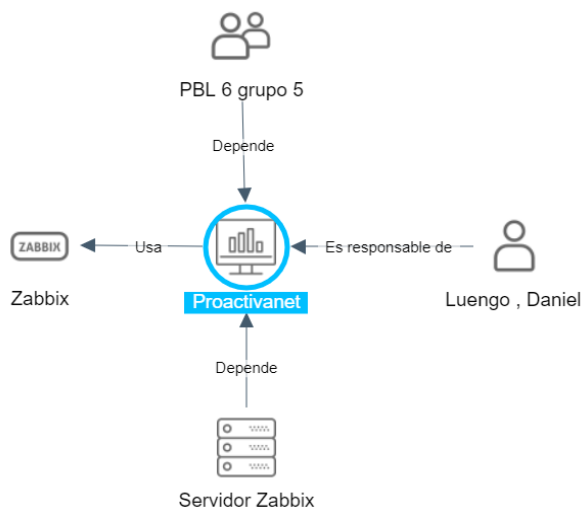 PBL 6 grupo 5
Depende
ZABBIX
Usa
Es responsable de
Zabbix
Proactivanet
Luengo , Daniel
Depende
Servidor Zabbix